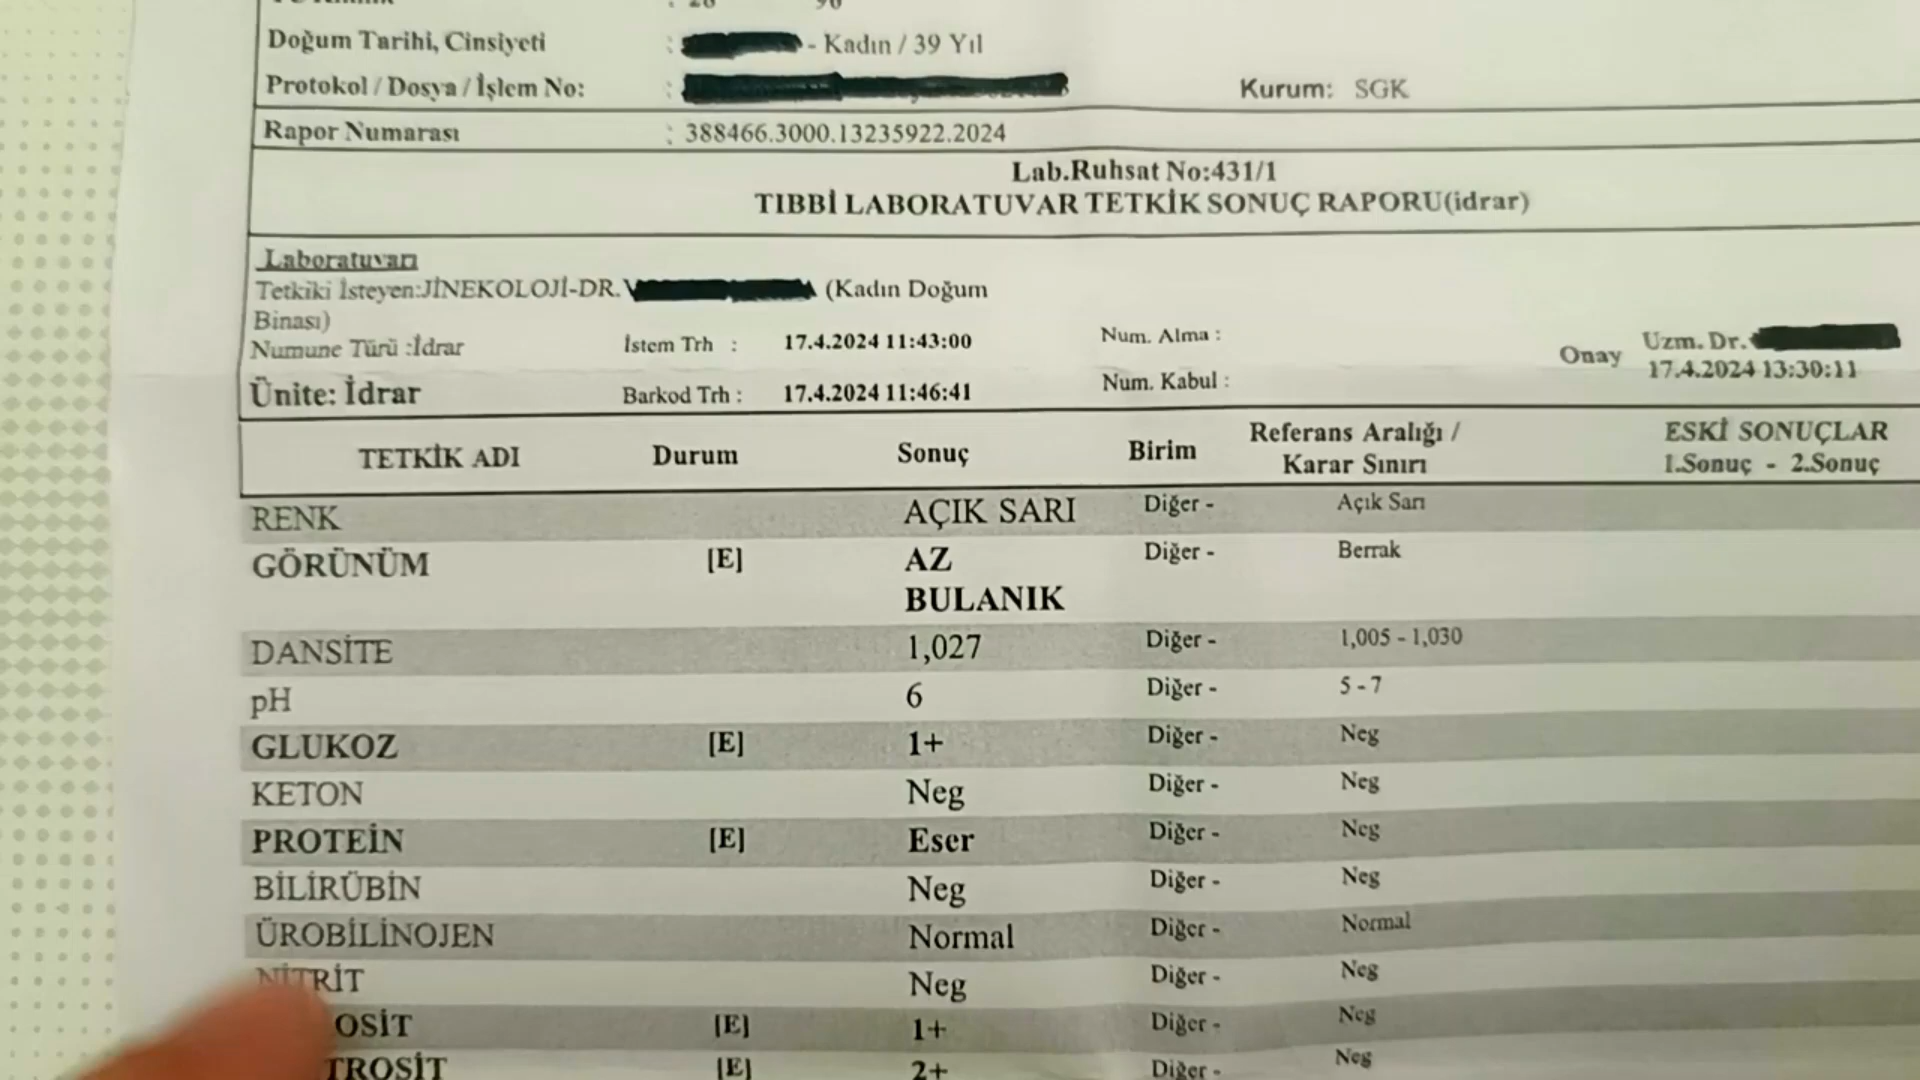 Doğum Tarihi, Cinsiyeti : - Kadın / 39 Yıl
Protokol / Dosya / İşlem No: : Kurum: SGK
Rapor Numarası : 388466.3000.13235922.2024
Lab.Ruhsat No:431/1
TIBBİ LABORATUVAR TETKİK SONUÇ RAPORU(idrar)
Laboratuvarı
Tetkiki İsteyen:JİNEKOLOJİ-DR. (Kadın Doğum
Binası)
Numune Türü :İdrar İstem Trh : 17.4.2024 11:43:00 Num. Alma : Onay Uzm. Dr.
17.4.2024 13:30:11
Ünite: İdrar Barkod Trh : 17.4.2024 11:46:41 Num. Kabul :
TETKİK ADI Durum Sonuç Birim Referans Aralığı / Karar Sınırı ESKİ SONUÇLAR
1.Sonuç - 2.Sonuç
RENK AÇIK SARI Diğer - Açık Sarı
GÖRÜNÜM [E] AZ Diğer - Berrak
BULANIK
DANSİTE 1,027 Diğer - 1,005 - 1,030
pH 6 Diğer - 5 - 7
GLUKOZ [E] 1+ Diğer - Neg
KETON Neg Diğer - Neg
PROTEİN [E] Eser Diğer - Neg
BİLİRÜBİN Neg Diğer - Neg
ÜROBİLİNOJEN Normal Diğer - Normal
NİTRİT Neg Diğer - Neg
OSİT [E] 1+ Diğer - Neg
TROSİT [E] 2+ Diğer - Neg